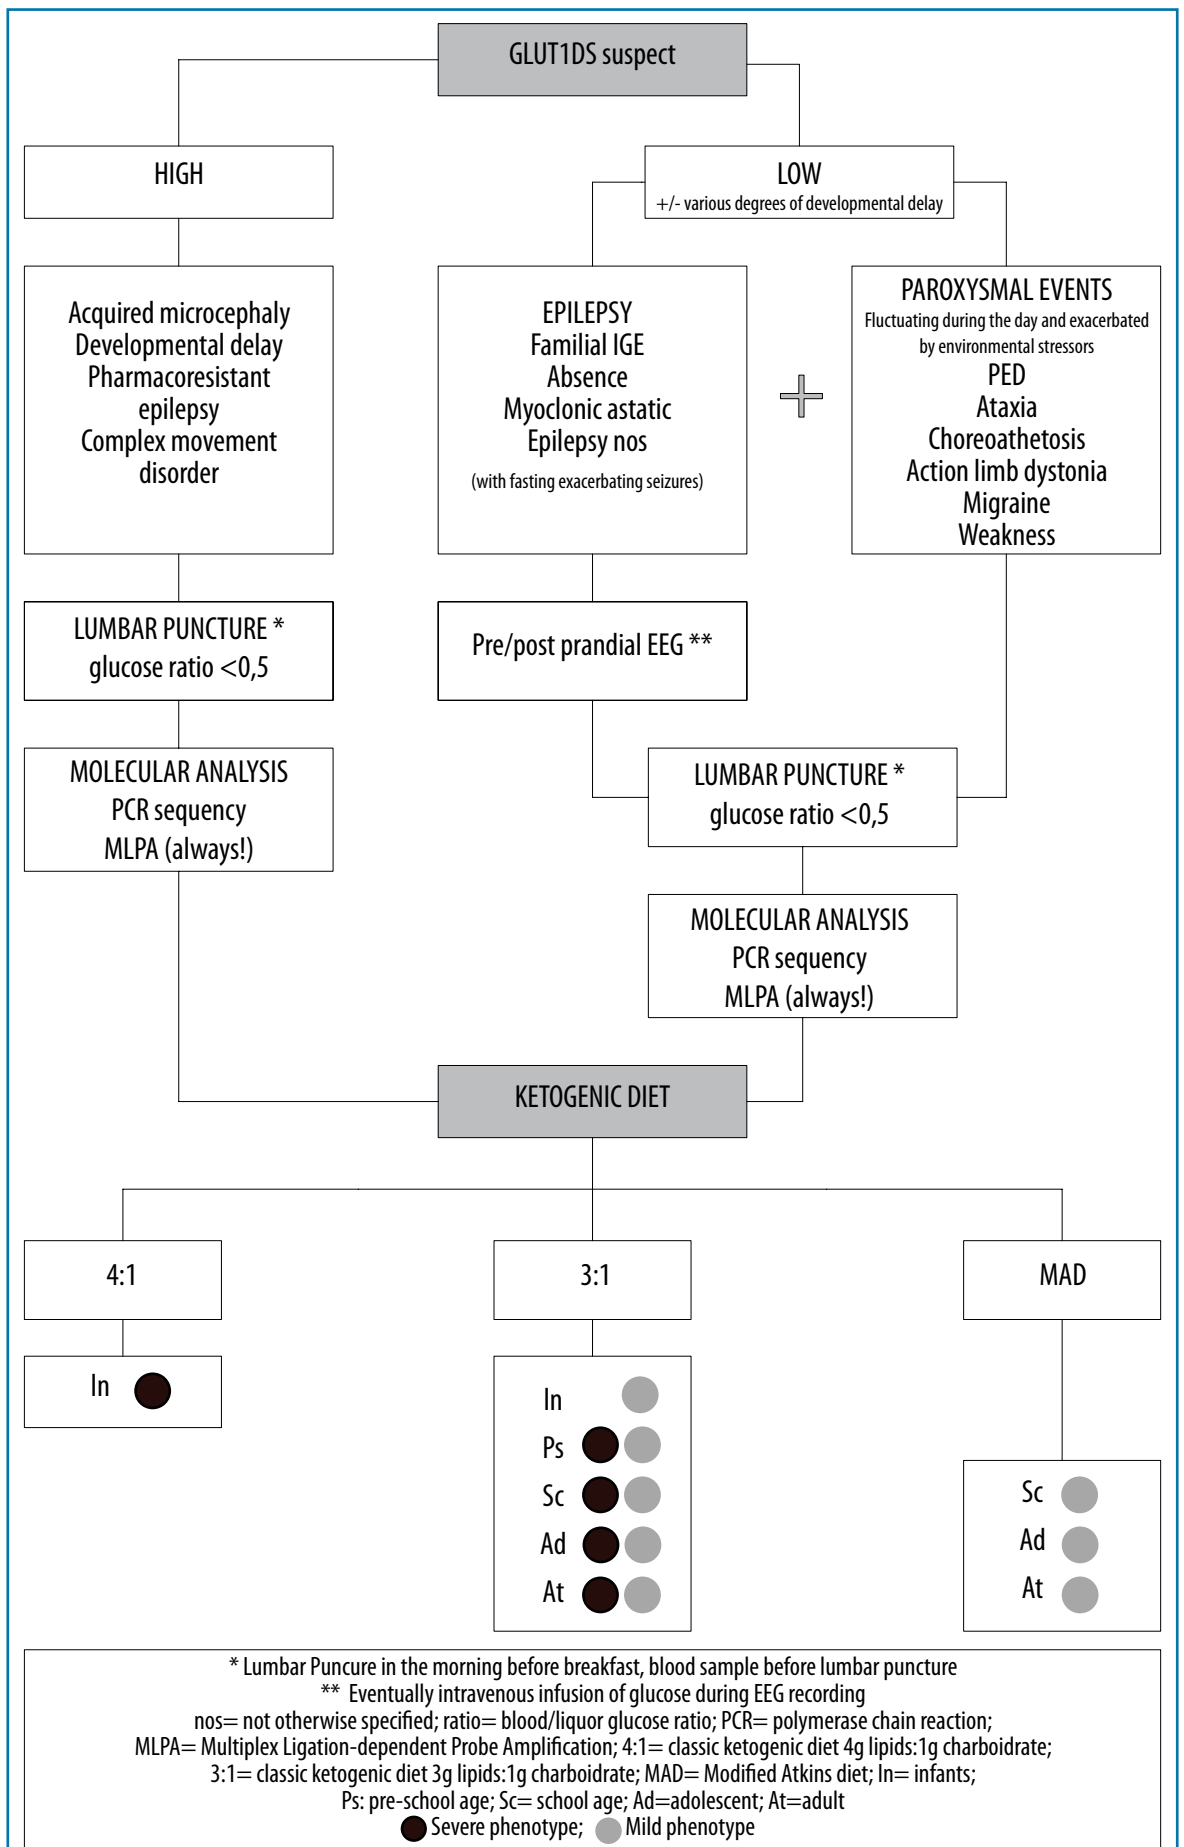 GLUT1DS suspect
HIGH
LOW
+/- various degrees of developmental delay
Acquired microcephaly
Developmental delay
Pharmacoresistant
epilepsy
Complex movement
disorder
EPILEPSY
Familial IGE
Absence
Myoclonic astatic
Epilepsy nos
(with fasting exacerbating seizures)
PAROXYSMAL EVENTS
Fluctuating during the day and exacerbated
by environmental stressors
PED
Ataxia
Choreoathetosis
Action limb dystonia
Migraine
Weakness
LUMBAR PUNCTURE *
glucose ratio <0,5
Pre/post prandial EEG **
MOLECULAR ANALYSIS
PCR sequency
MLPA (always!)
LUMBAR PUNCTURE *
glucose ratio <0,5
MOLECULAR ANALYSIS
PCR sequency
MLPA (always!)
KETOGENIC DIET
4:1
3:1
MAD
In
In
Ps
Sc
Ad
At
Sc
Ad
At
* Lumbar Puncure in the morning before breakfast, blood sample before lumbar puncture
** Eventually intravenous infusion of glucose during EEG recording
nos= not otherwise specified; ratio= blood/liquor glucose ratio; PCR= polymerase chain reaction;
MLPA= Multiplex Ligation-dependent Probe Amplification; 4:1= classic ketogenic diet 4g lipids:1g charboidrate;
3:1= classic ketogenic diet 3g lipids:1g charboidrate; MAD= Modified Atkins diet; In= infants;
Ps: pre-school age; Sc= school age; Ad=adolescent; At=adult
Severe phenotype; Mild phenotype